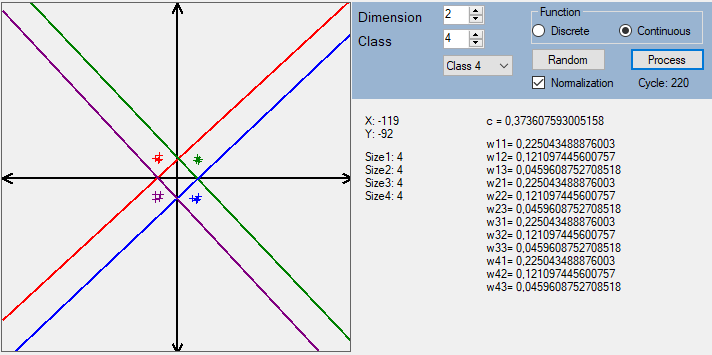 Dimension 2
Class 4
Class 4
Function
Discrete Continuous
Random Process
Normalization Cycle: 220
X: -119
Y: -92
Size1: 4
Size2: 4
Size3: 4
Size4: 4
c = 0,373607593005158
w11= 0,225043488876003
w12= 0,121097445600757
w13= 0,0459608752708518
w21= 0,225043488876003
w22= 0,121097445600757
w23= 0,0459608752708518
w31= 0,225043488876003
w32= 0,121097445600757
w33= 0,0459608752708518
w41= 0,225043488876003
w42= 0,121097445600757
w43= 0,0459608752708518